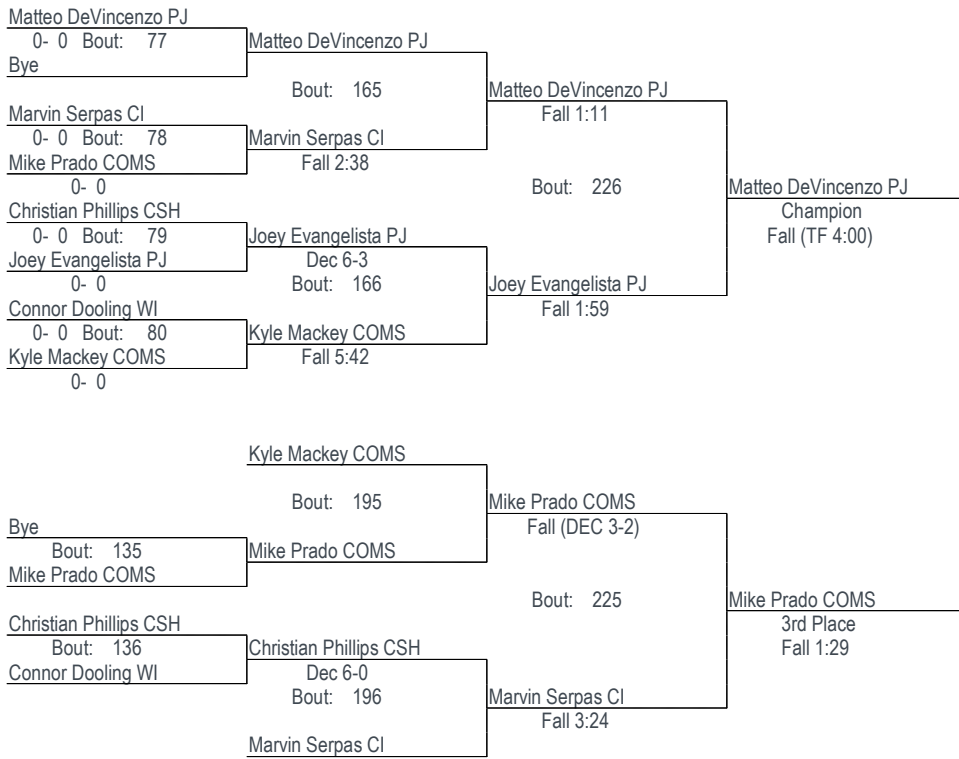 Matteo DeVincenzo PJ
0- 0 Bout: 77 Matteo DeVincenzo PJ
Bye
Bout: 165 Matteo DeVincenzo PJ
Marvin Serpas CI Fall 1:11
0- 0 Bout: 78 Marvin Serpas CI
Mike Prado COMS Fall 2:38
0- 0 Bout: 226 Matteo DeVincenzo PJ
Christian Phillips CSH Champion
0- 0 Bout: 79 Joey Evangelista PJ Fall (TF 4:00)
Joey Evangelista PJ Dec 6-3
0- 0 Bout: 166 Joey Evangelista PJ
Connor Dooling WI Fall 1:59
0- 0 Bout: 80 Kyle Mackey COMS
Kyle Mackey COMS Fall 5:42
0- 0
Kyle Mackey COMS
Bout: 195 Mike Prado COMS
Bye Fall (DEC 3-2)
Bout: 135 Mike Prado COMS
Mike Prado COMS
Bout: 225 Mike Prado COMS
Christian Phillips CSH 3rd Place
Bout: 136 Christian Phillips CSH Fall 1:29
Connor Dooling WI Dec 6-0
Bout: 196 Marvin Serpas CI
Fall 3:24
Marvin Serpas CI